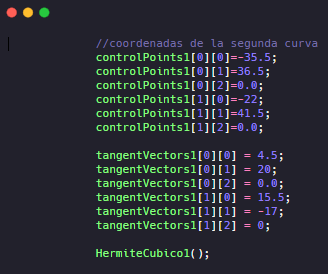 //coordenadas de la segunda curva
controlPoints1[0][0]=-35.5;
controlPoints1[0][1]=36.5;
controlPoints1[0][2]=0.0;
controlPoints1[1][0]=-22;
controlPoints1[1][1]=41.5;
controlPoints1[1][2]=0.0;
tangentVectors1[0][0] = 4.5;
tangentVectors1[0][1] = 20;
tangentVectors1[0][2] = 0.0;
tangentVectors1[1][0] = 15.5;
tangentVectors1[1][1] = -17;
tangentVectors1[1][2] = 0;
HermiteCubico1();